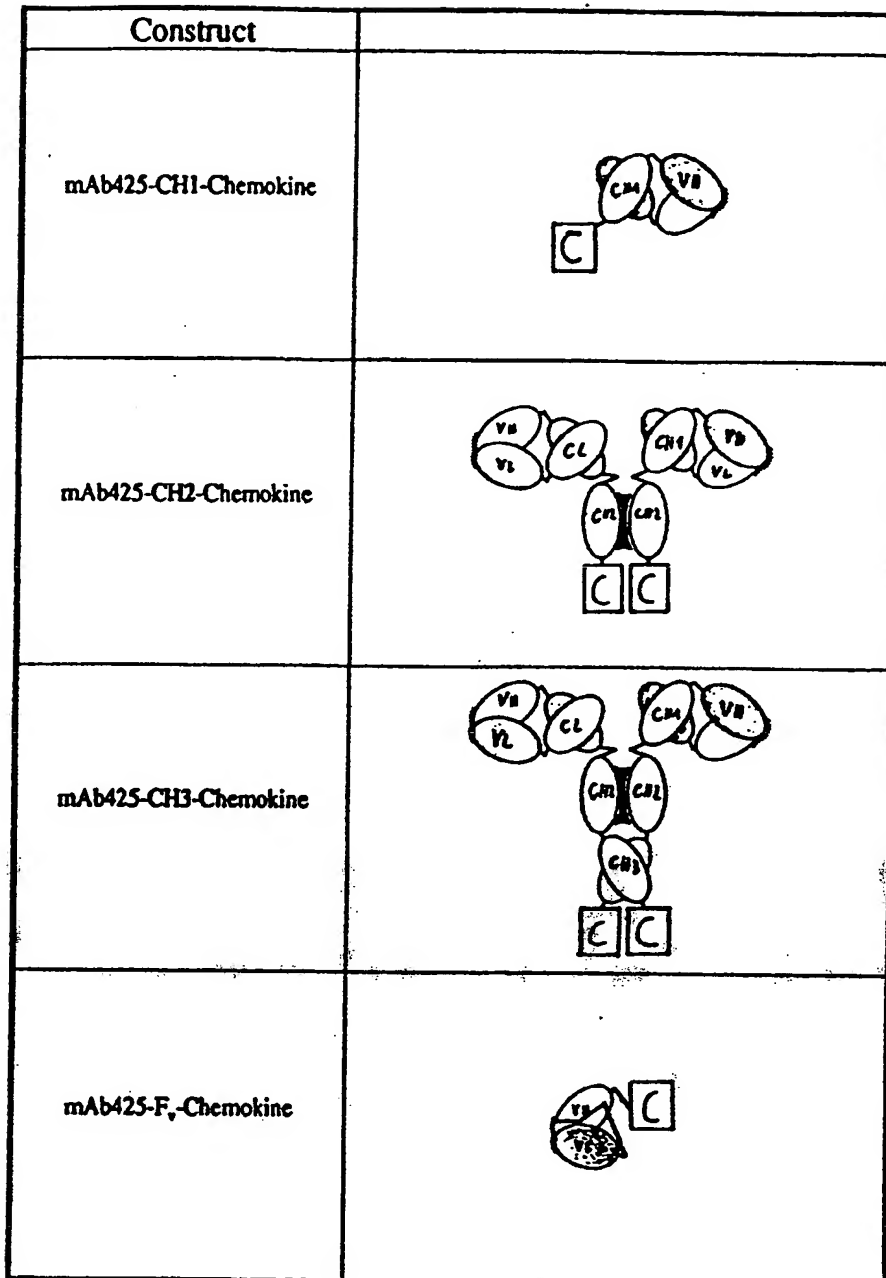 Construct
mAb425-CH1-Chemokine
CH1
VH
C
mAb425-CH2-Chemokine
VH
VL
CL
CH1
VH
VL
CH2
CH2
C
C
mAb425-CH3-Chemokine
VH
VL
CL
CH1
VH
CH2
CH2
CH3
C
C
mAb425-Fv-Chemokine
VH
C